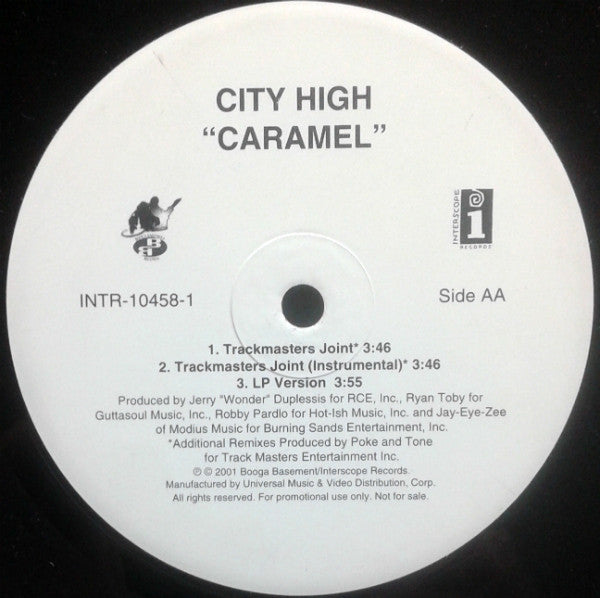 CITY HIGH
“CARAMEL”
INTERSCOPE
i
RECORDS
INTR-10458-1
Side AA
1. Trackmasters Joint* 3:46
2. Trackmasters Joint (Instrumental)* 3:46
3. LP Version 3:55
Produced by Jerry "Wonder" Duplessis for RCE, Inc., Ryan Toby for
Guttasoul Music, Inc., Robby Pardlo for Hot-Ish Music, Inc. and Jay-Eye-Zee
of Modius Music for Burning Sands Entertainment, Inc.
*Additional Remixes Produced by Poke and Tone
for Track Masters Entertainment Inc.
℗ © 2001 Booga Basement/Interscope Records.
Manufactured by Universal Music & Video Distribution, Corp.
All rights reserved. For promotional use only. Not for sale.